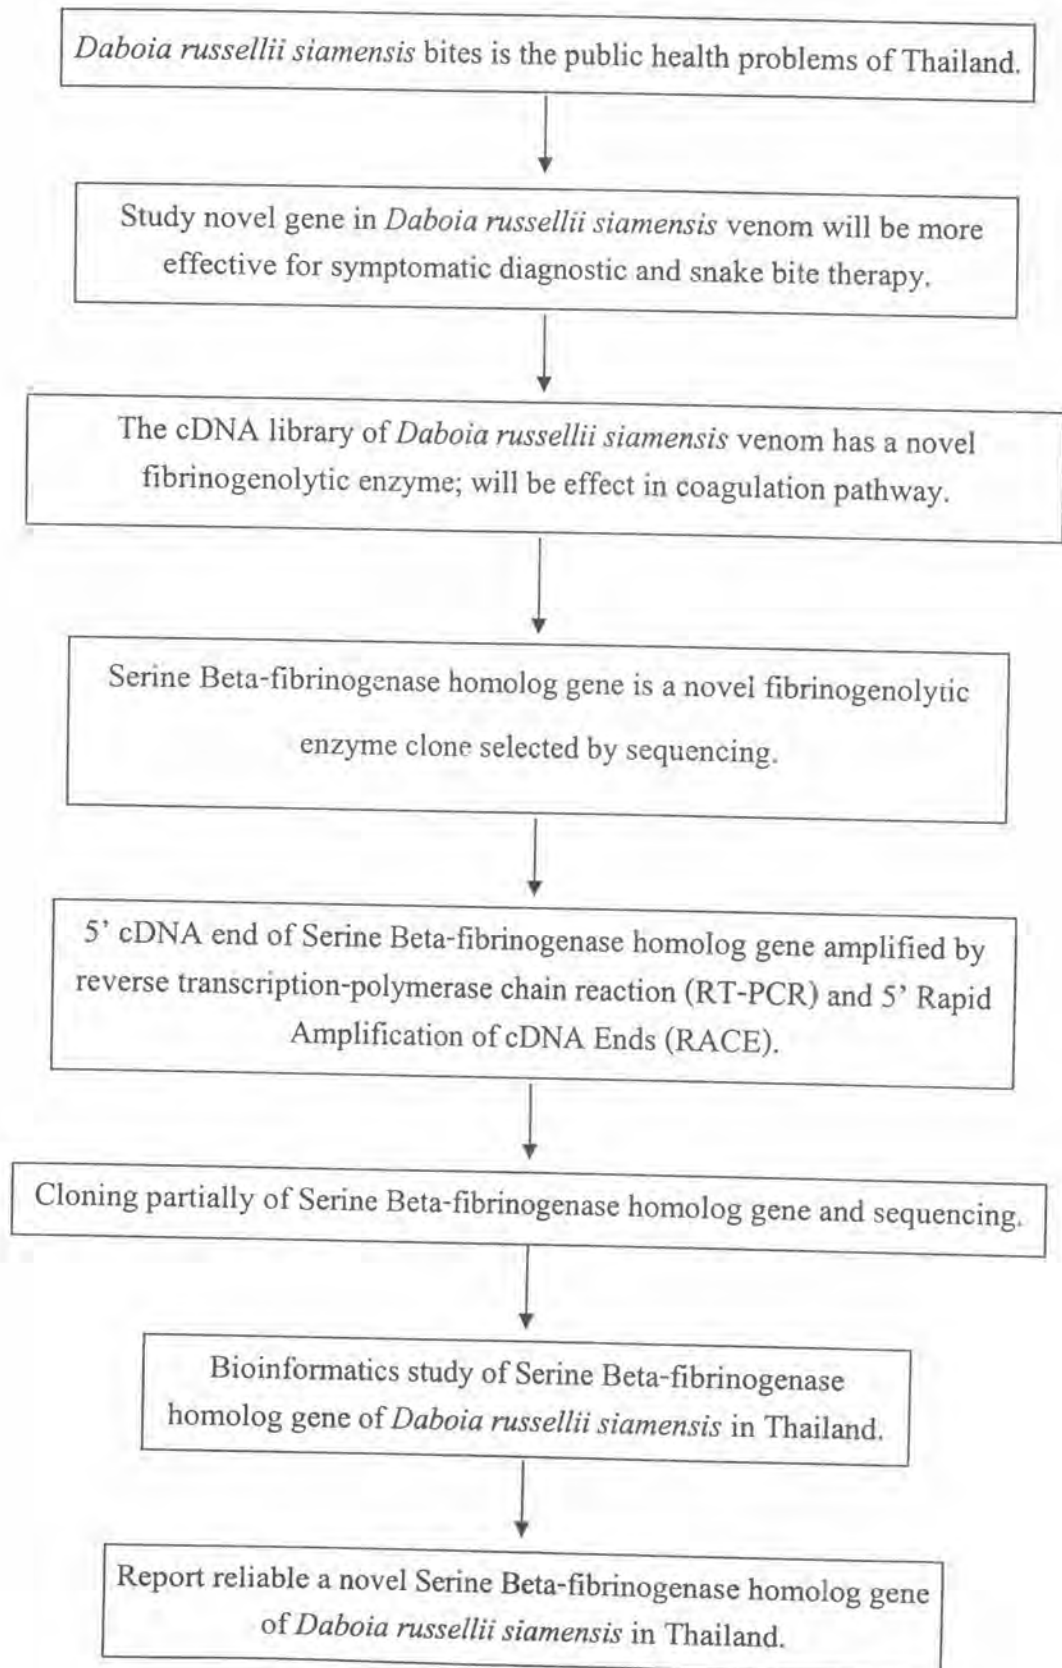 Daboia russellii siamensis bites is the public health problems of Thailand.
Study novel gene in Daboia russellii siamensis venom will be more
effective for symptomatic diagnostic and snake bite therapy.
The cDNA library of Daboia russellii siamensis venom has a novel
fibrinogenolytic enzyme; will be effect in coagulation pathway.
Serine Beta-fibrinogenase homolog gene is a novel fibrinogenolytic
enzyme clone selected by sequencing.
5’ cDNA end of Serine Beta-fibrinogenase homolog gene amplified by
reverse transcription-polymerase chain reaction (RT-PCR) and 5’ Rapid
Amplification of cDNA Ends (RACE).
Cloning partially of Serine Beta-fibrinogenase homolog gene and sequencing.
Bioinformatics study of Serine Beta-fibrinogenase
homolog gene of Daboia russellii siamensis in Thailand.
Report reliable a novel Serine Beta-fibrinogenase homolog gene
of Daboia russellii siamensis in Thailand.